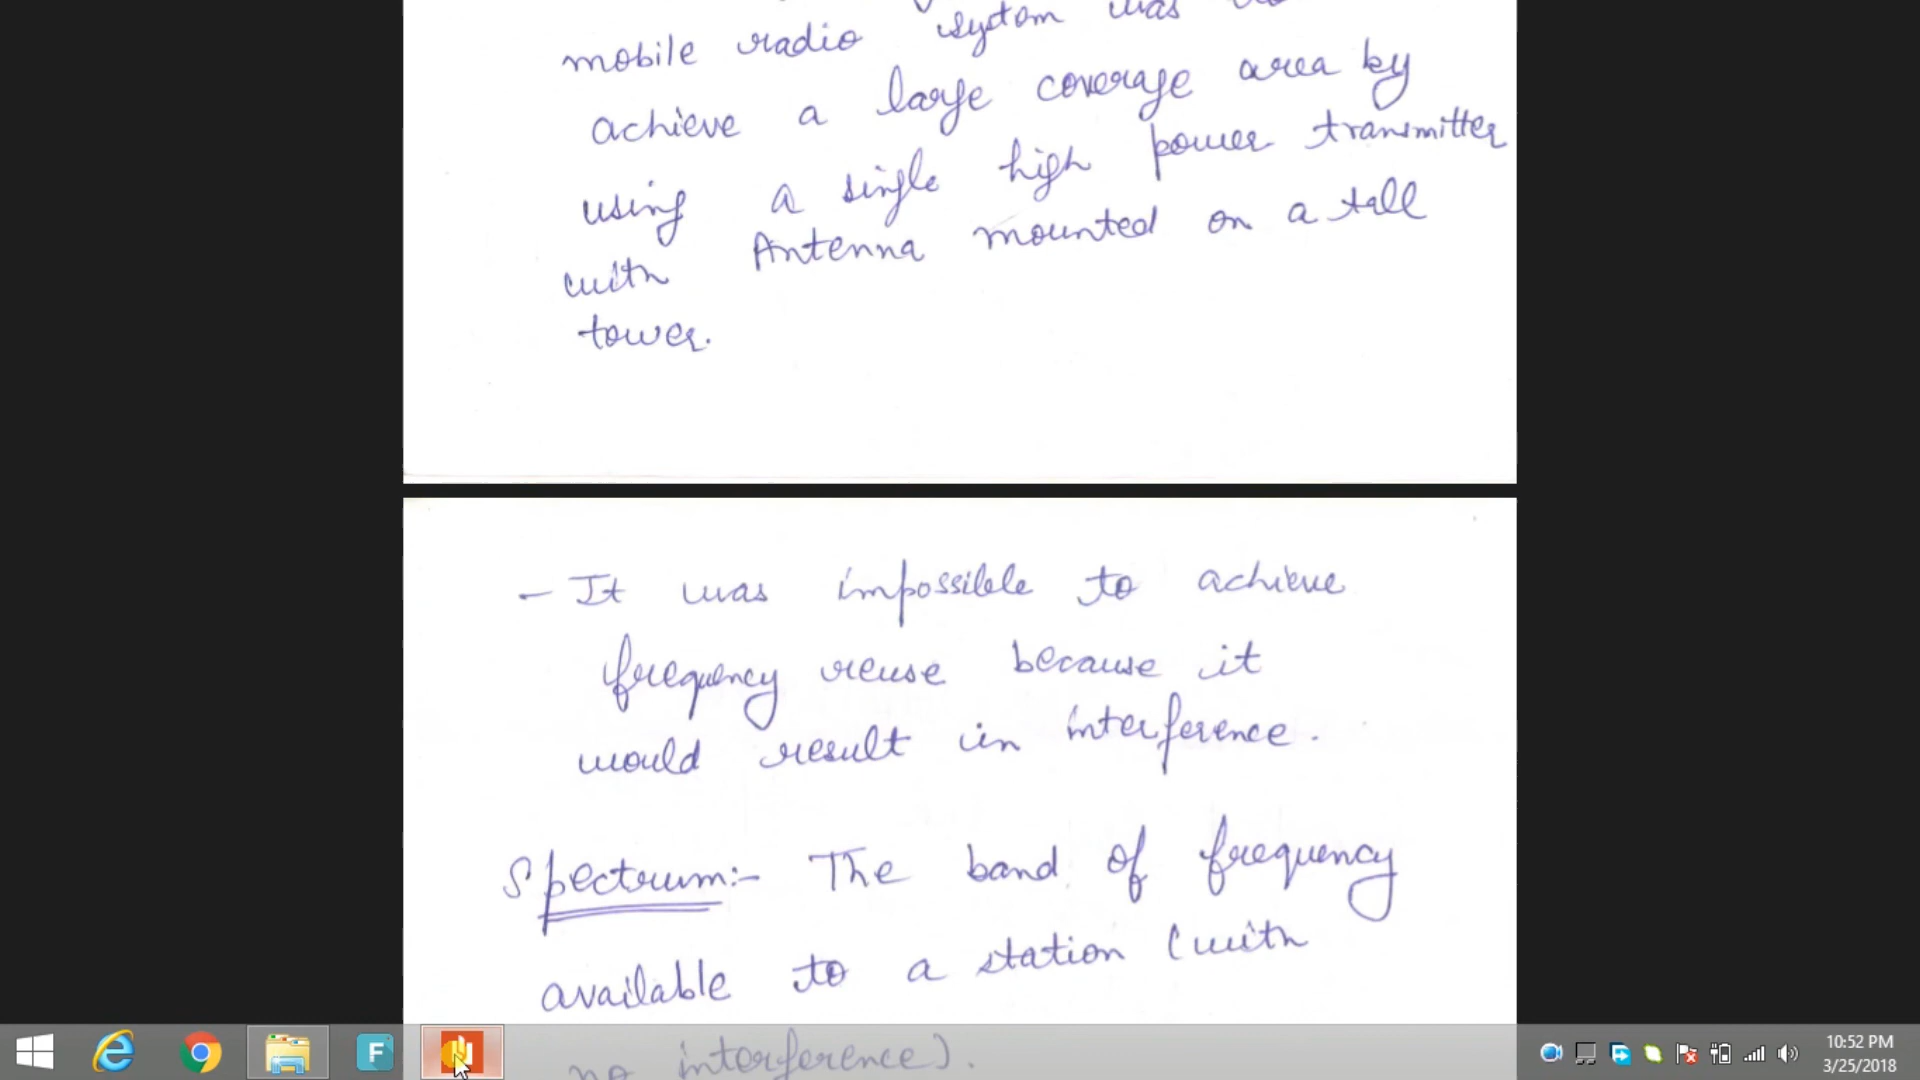 mobile radio system was
achieve a large coverage area by
using a single high power transmitter
with Antenna mounted on a tall
tower.
- It was impossible to achieve
frequency reuse because it
would result in interference.
Spectrum:- The band of frequency
available to a station (with
no interference).
F
10:52 PM
3/25/2018